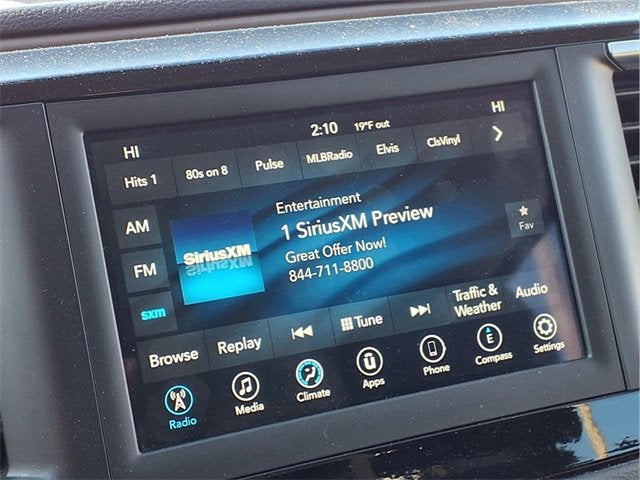 2:10 19°F out
HI HI
Hits 1 80s on 8 Pulse MLBRadio Elvis ClsVinyl
AM
FM
sxm
SiriusXM
Entertainment
1 SiriusXM Preview
Great Offer Now!
844-711-8800
Fav
Browse Replay Tune Traffic & Weather Audio
Radio Media Climate Apps Phone E Compass Settings